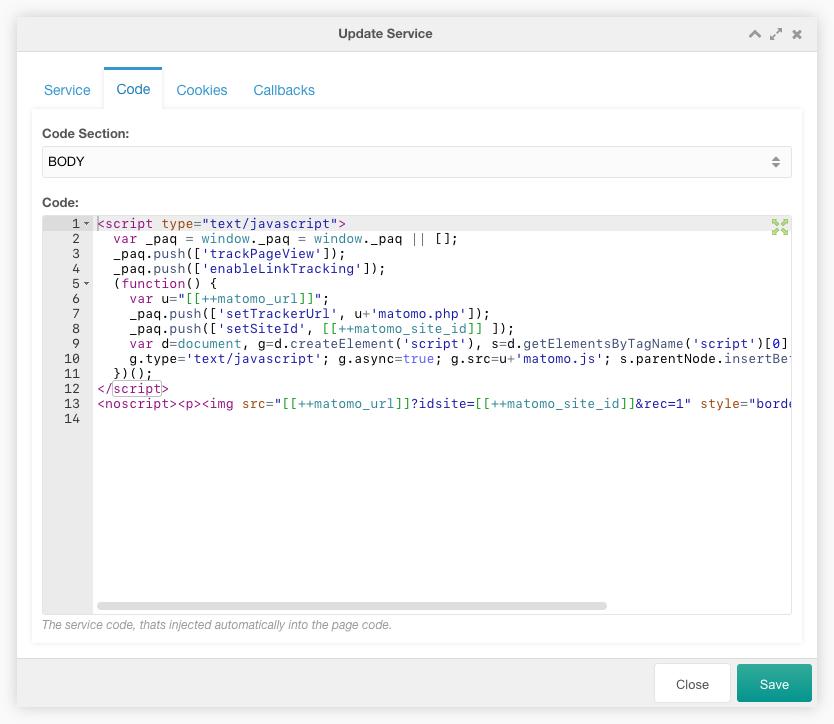 Update Service
Service Code Cookies Callbacks
Code Section:
BODY
Code:
1 <script type="text/javascript">
2 var _paq = window._paq = window._paq || [];
3 _paq.push(['trackPageView']);
4 _paq.push(['enableLinkTracking']);
5 (function() {
6 var u="[[++matomo_url]]";
7 _paq.push(['setTrackerUrl', u+'matomo.php']);
8 _paq.push(['setSiteId', [[++matomo_site_id]] ]);
9 var d=document, g=d.createElement('script'), s=d.getElementsByTagName('script')[0]
10 g.type='text/javascript'; g.async=true; g.src=u+'matomo.js'; s.parentNode.insertBef
11 })();
12 </script>
13 <noscript><p><img src="[[++matomo_url]]?idsite=[[++matomo_site_id]]&rec=1" style="borde
14
The service code, thats injected automatically into the page code.
Close Save